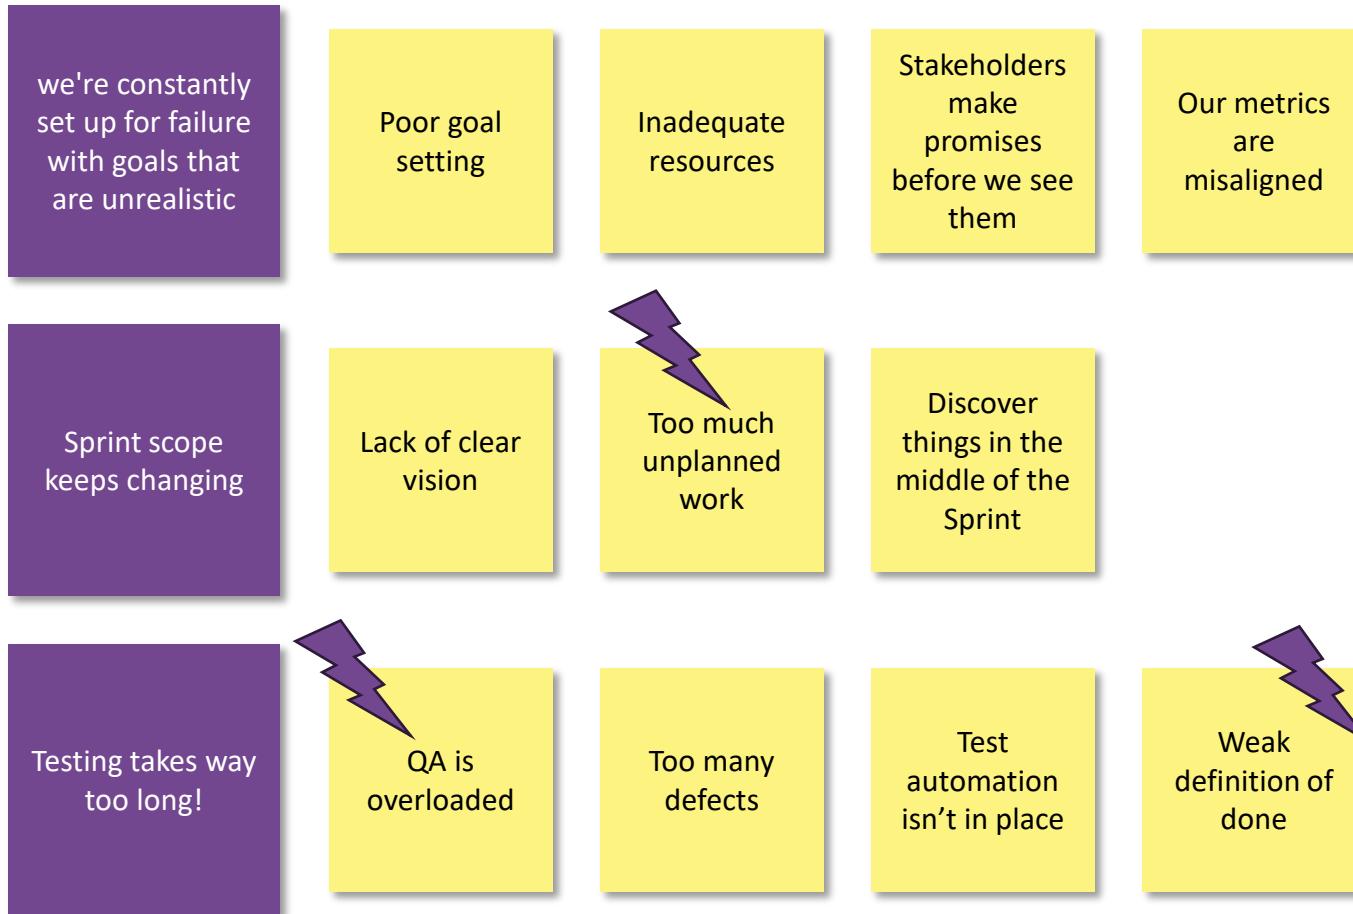 we're constantly
set up for failure
with goals that
are unrealistic
Poor goal
setting
Inadequate
resources
Stakeholders
make
promises
before we see
them
Our metrics
are
misaligned
Sprint scope
keeps changing
Lack of clear
vision
Too much
unplanned
work
Discover
things in the
middle of the
Sprint
Testing takes way
too long!
QA is
overloaded
Too many
defects
Test
automation
isn’t in place
Weak
definition of
done